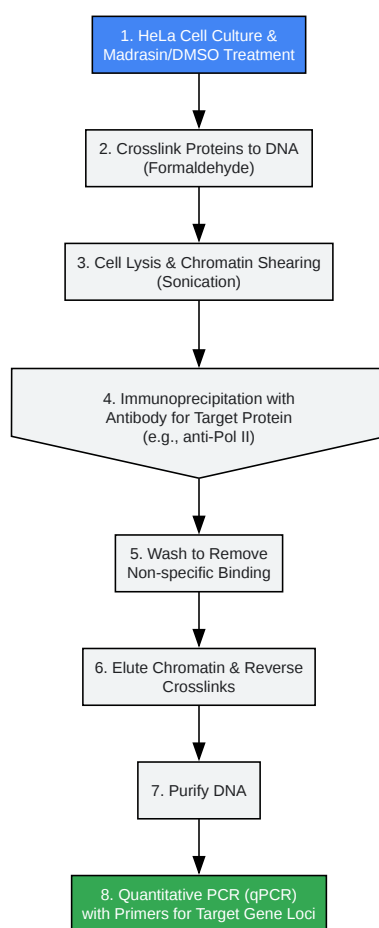 1. HeLa Cell Culture &
Madrasin/DMSO Treatment
2. Crosslink Proteins to DNA
(Formaldehyde)
3. Cell Lysis & Chromatin Shearing
(Sonication)
4. Immunoprecipitation with
Antibody for Target Protein
(e.g., anti-Pol II)
5. Wash to Remove
Non-specific Binding
6. Elute Chromatin & Reverse
Crosslinks
7. Purify DNA
8. Quantitative PCR (qPCR)
with Primers for Target Gene Loci